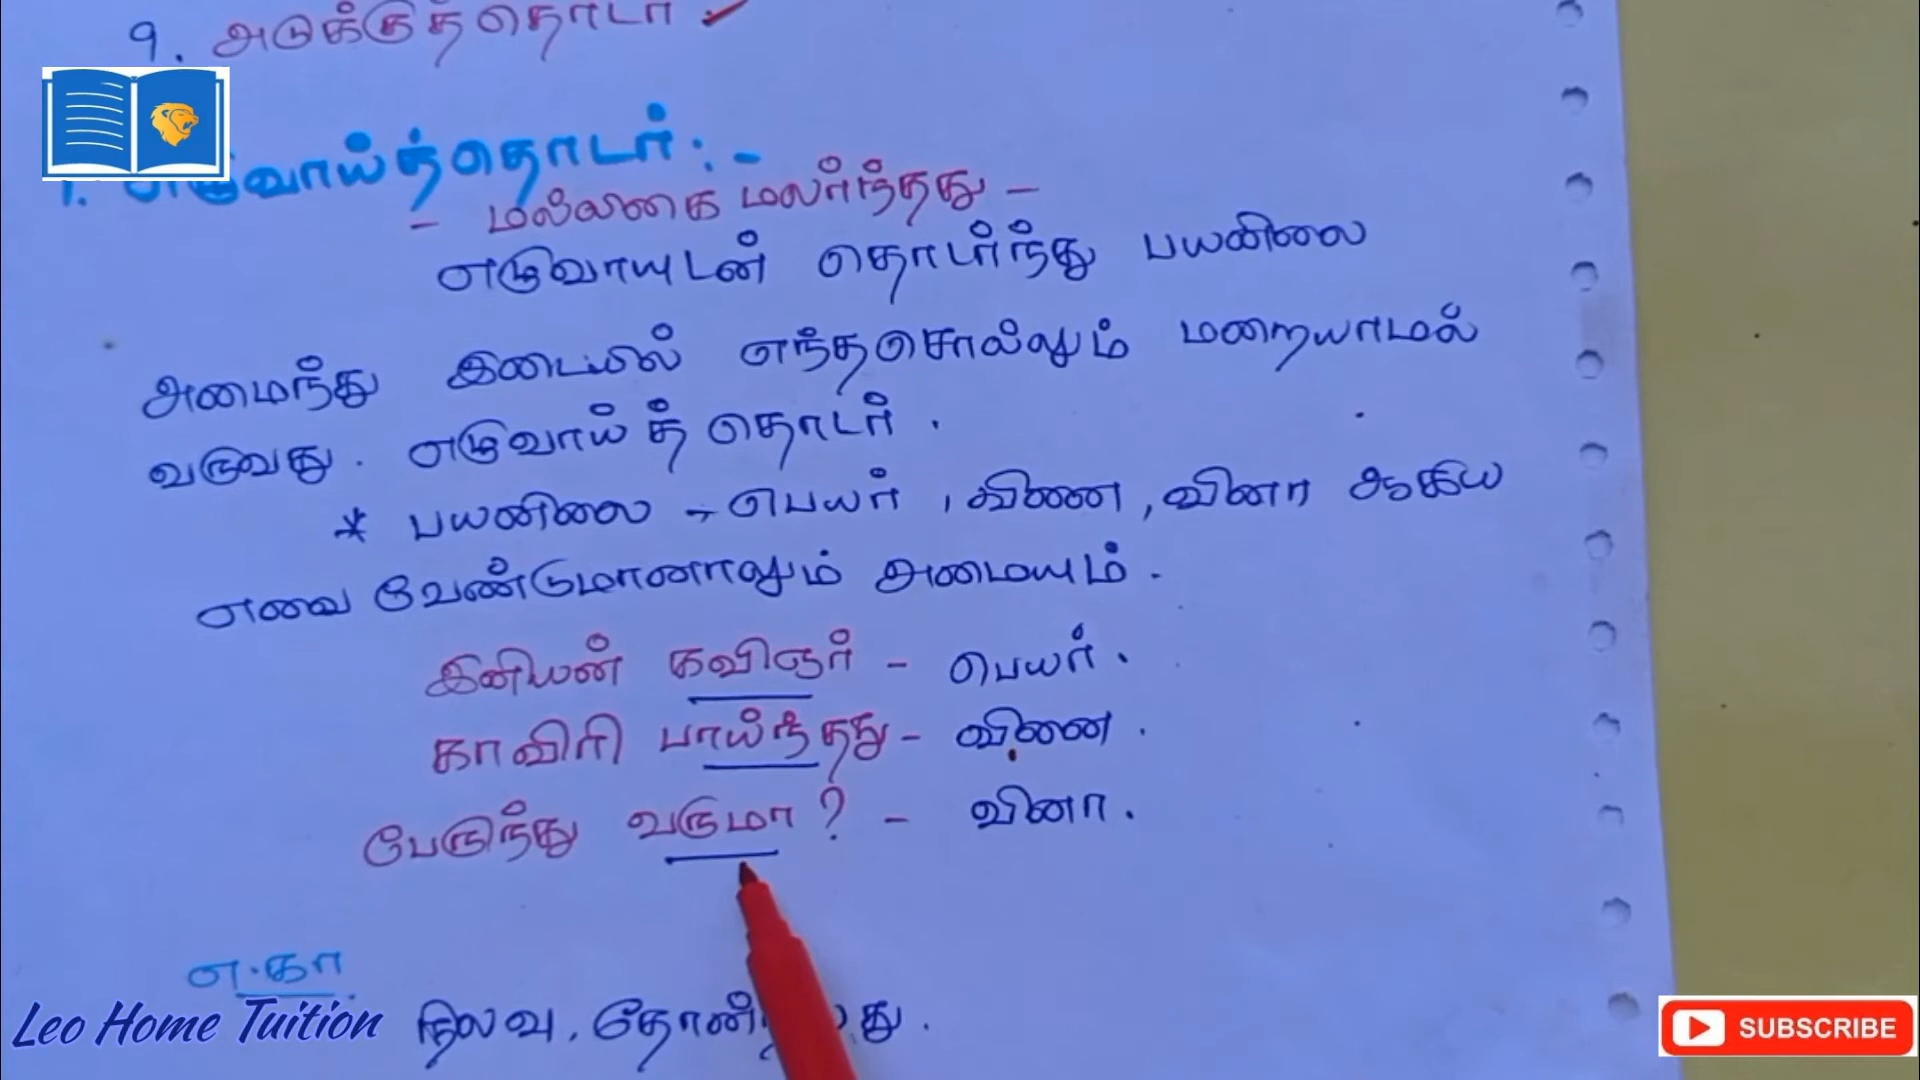 9. அடுக்குத்தொடர்
1. எழுவாய்த்தொடர் :-
- மல்லிகை மலர்ந்தது -
எழுவாயுடன் தொடர்ந்து பயனிலை
அமைந்து இடையில் எந்தசொல்லும் மறையாமல்
வருவது. எழுவாய்த் தொடர்.
* பயனிலை - பெயர், வினை, வினா ஆகிய
எவை வேண்டுமானாலும் அமையும்.
இனியன் கவிஞர் - பெயர்.
காவிரி பாய்ந்தது - வினை.
பேருந்து வருமா? - வினா.
எ.கா
Leo Home Tuition
SUBSCRIBE